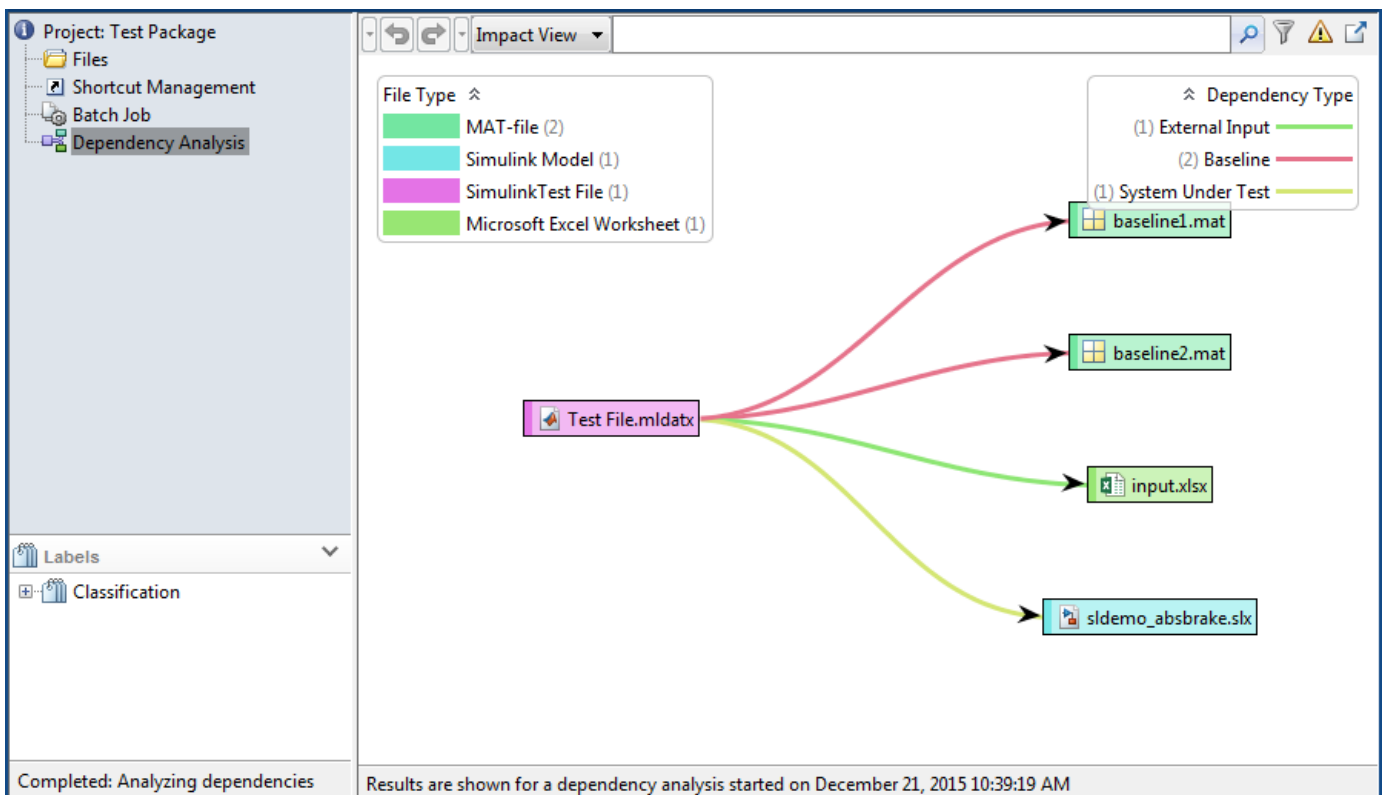 Project: Test Package
Files
Shortcut Management
Batch Job
Dependency Analysis
Labels
Classification
Completed: Analyzing dependencies
Impact View
File Type
MAT-file (2)
Simulink Model (1)
SimulinkTest File (1)
Microsoft Excel Worksheet (1)
Dependency Type
(1) External Input
(2) Baseline
(1) System Under Test
baseline1.mat
baseline2.mat
Test File.mldatx
input.xlsx
sldemo_absbrake.slx
Results are shown for a dependency analysis started on December 21, 2015 10:39:19 AM